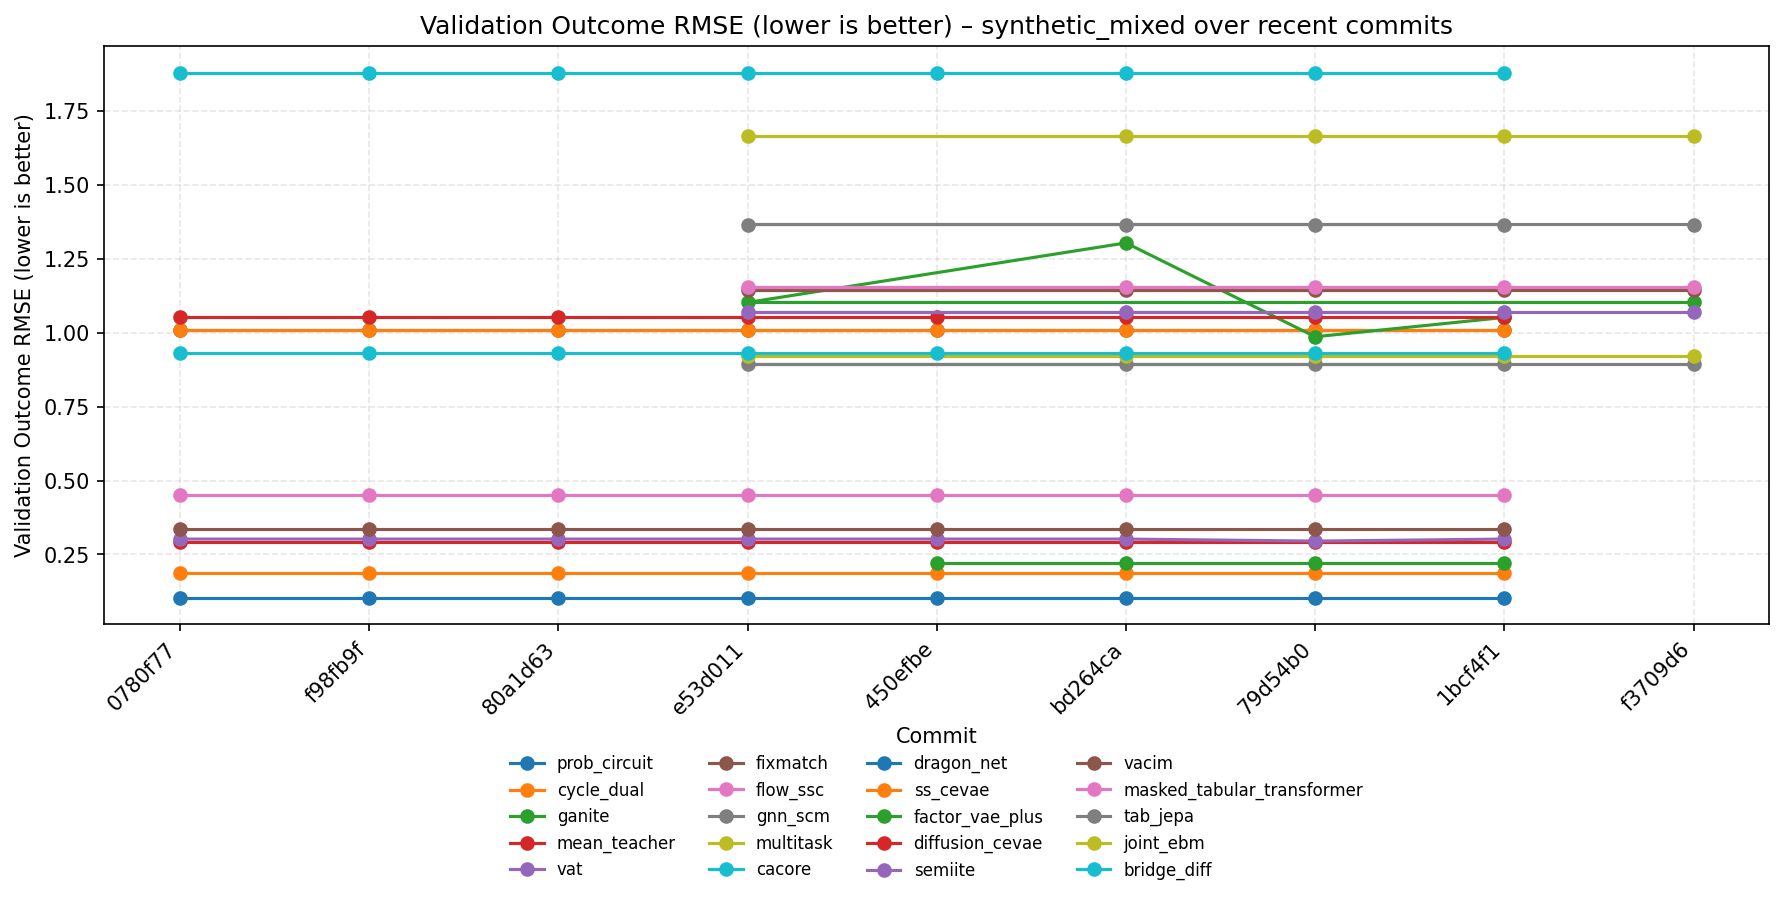 Validation Outcome RMSE (lower is better) – synthetic_mixed over recent commits
Validation Outcome RMSE (lower is better)
1.75
1.50
1.25
1.00
0.75
0.50
0.25
0780f77
f98fb9f
80a1d63
e53d011
450efbe
bd264ca
79d54b0
1bcf4f1
f3709d6
Commit
prob_circuit
cycle_dual
ganite
mean_teacher
vat
fixmatch
flow_ssc
gnn_scm
multitask
cacore
dragon_net
ss_cevae
factor_vae_plus
diffusion_cevae
semiite
vacim
masked_tabular_transformer
tab_jepa
joint_ebm
bridge_diff